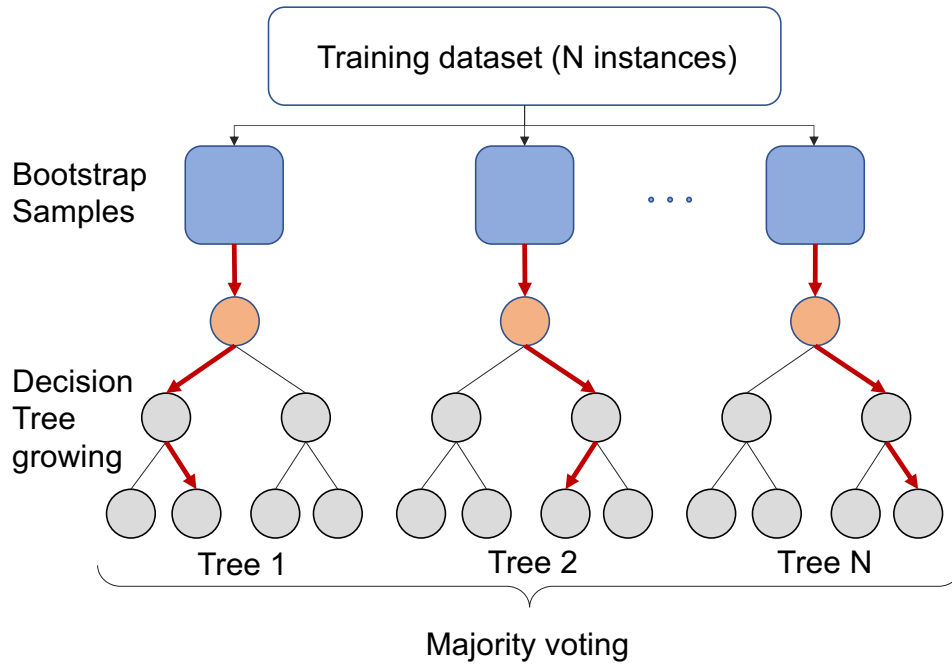 Training dataset (N instances)
Bootstrap
Samples
Decision
Tree
growing
Tree 1
Tree 2
Tree N
Majority voting